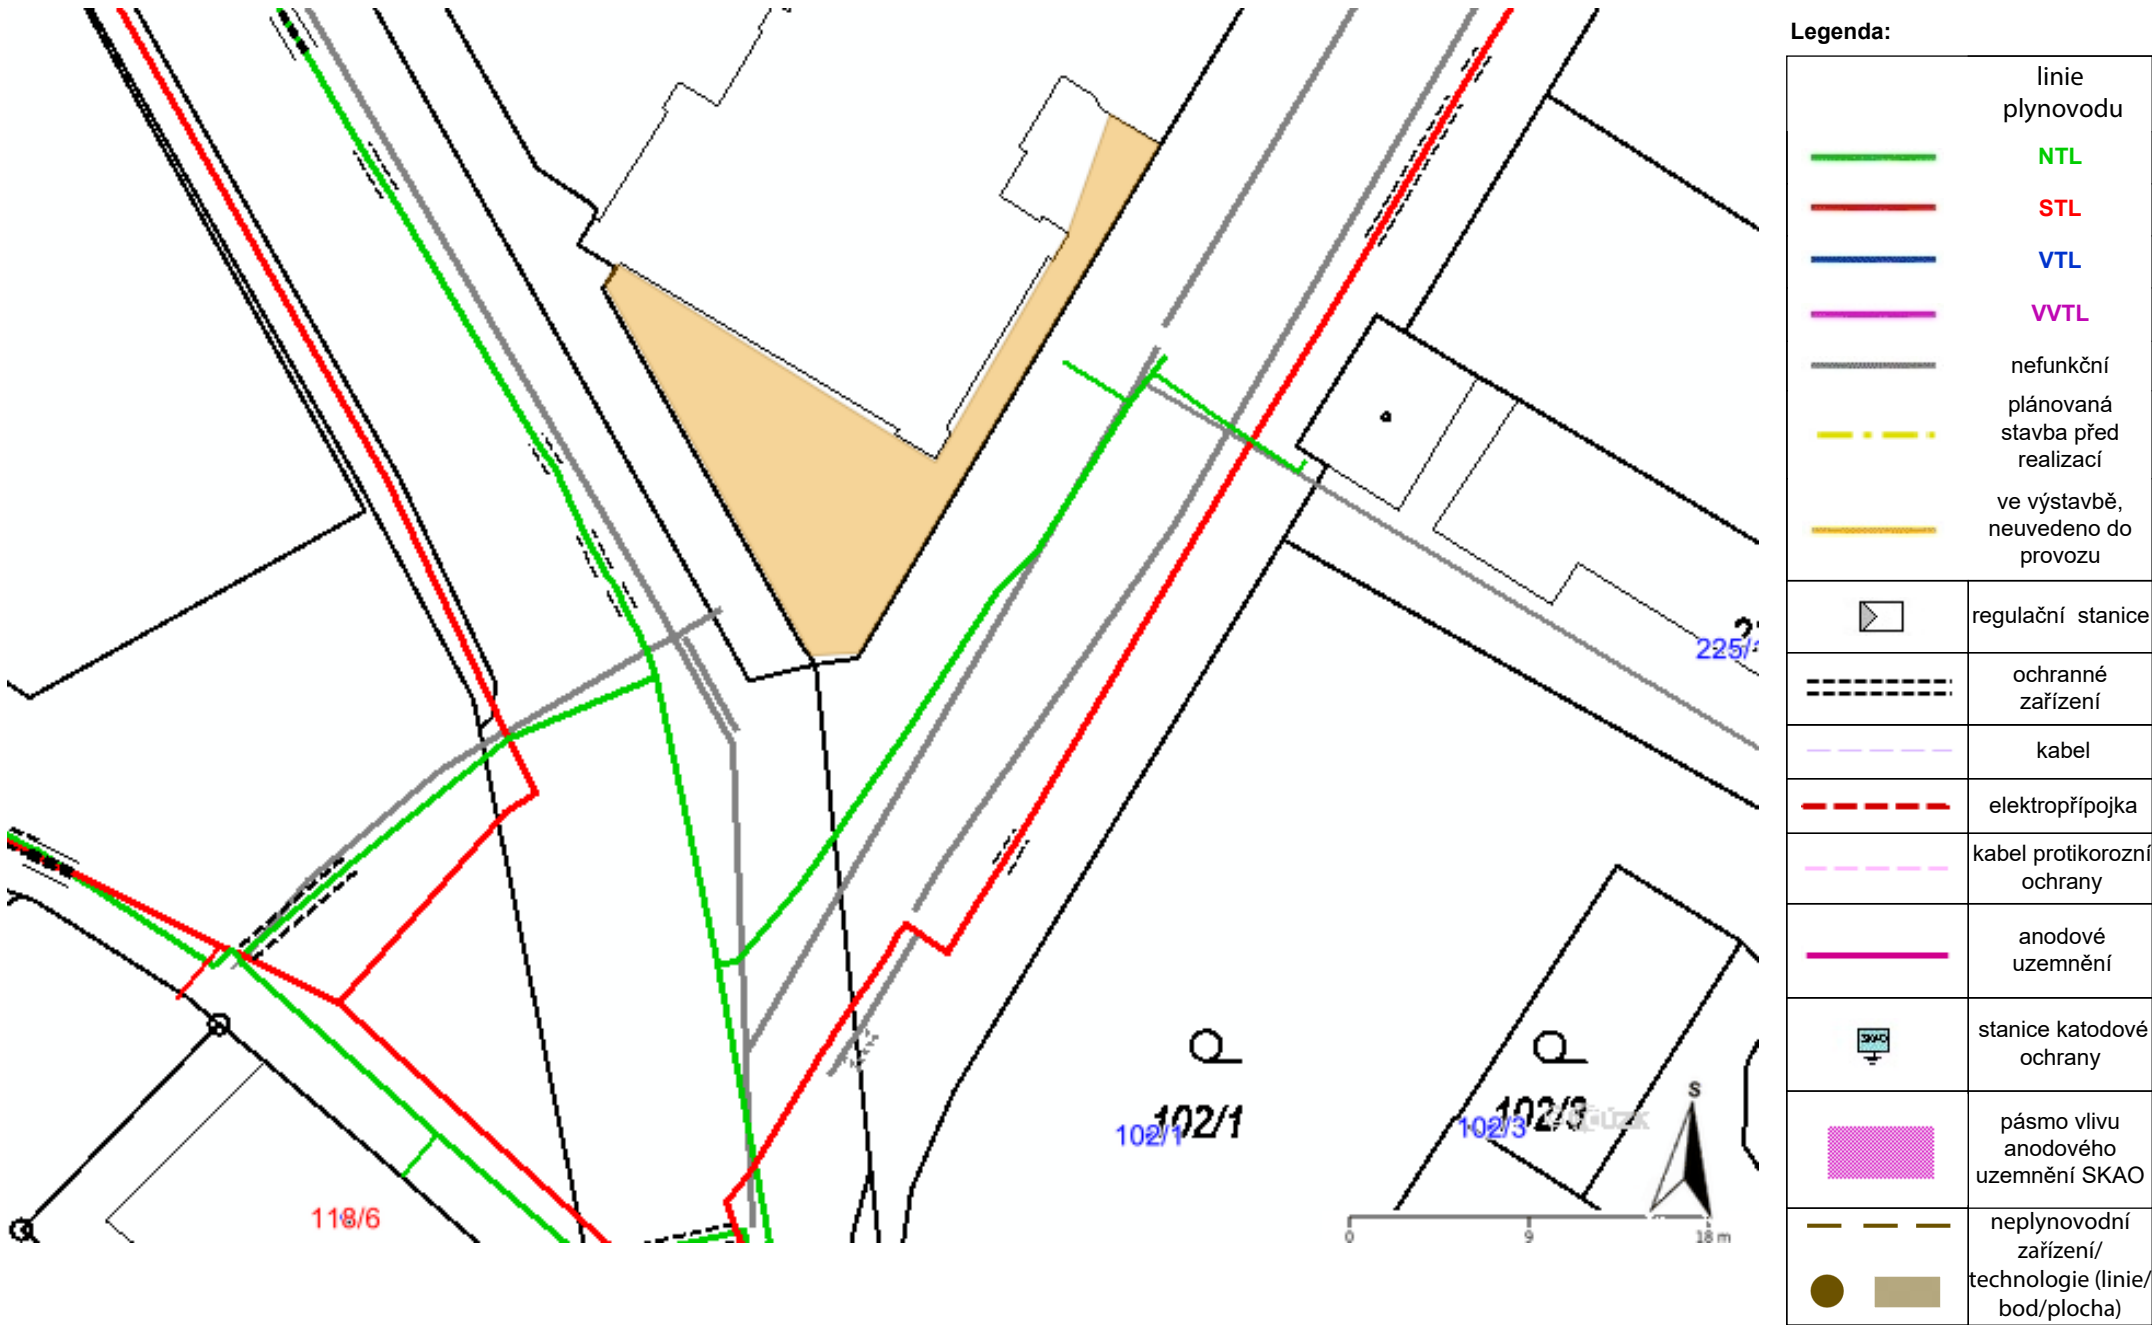 Legenda:
linie
plynovodu
NTL
STL
VTL
VVTL
nefunkční
plánovaná
stavba před
realizací
ve výstavbě,
neuvedeno do
provozu
regulační stanice
ochranné
zařízení
kabel
elektropřípojka
kabel protikorozní
ochrany
anodové
uzemnění
SKAO
stanice katodové
ochrany
pásmo vlivu
anodového
uzemnění SKAO
neplynovodní
zařízení/
technologie (linie/
bod/plocha)
225/
102/1
102/1
102/3
118/6
S
0
9
18 m